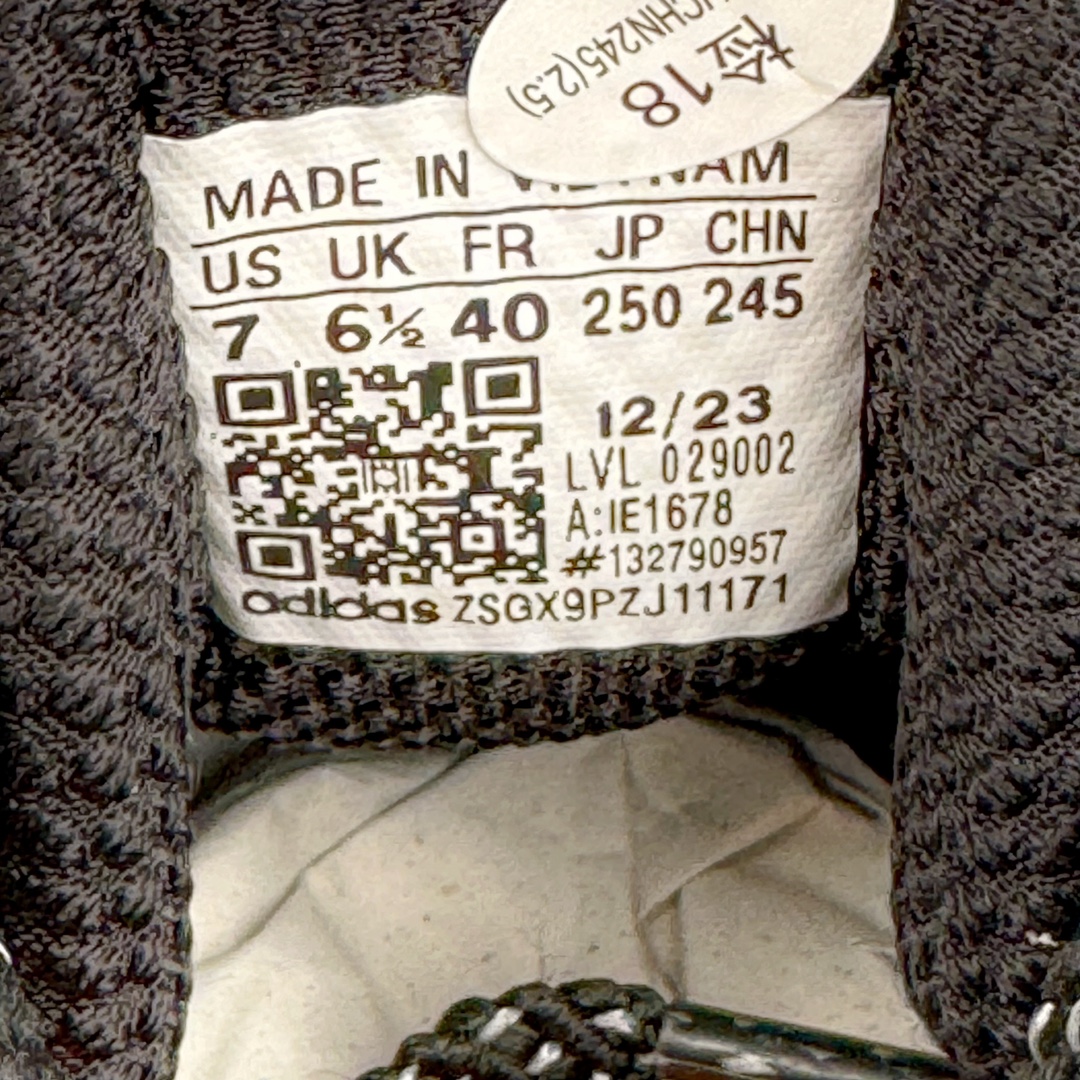 CHN245(2.5)
检18
MADE IN VIETNAM
US UK FR JP CHN
7 6½ 40 250 245
12/23
LVL 029002
A:IE1678
#132790957
adidas ZSGX9PZJ11171